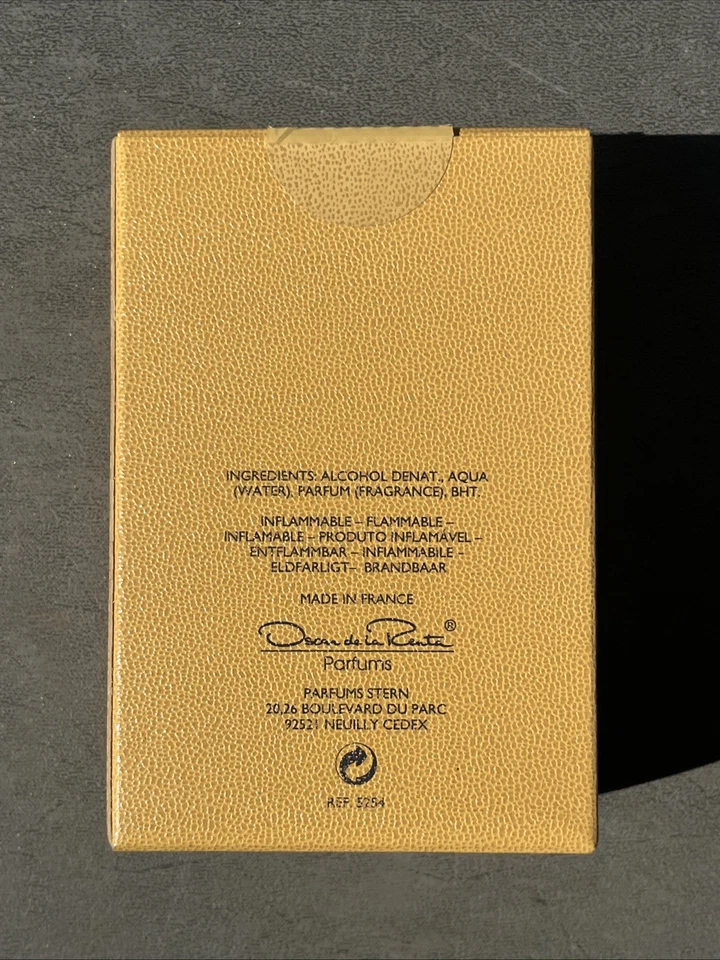 INGREDIENTS: ALCOHOL DENAT., AQUA
(WATER), PARFUM (FRAGRANCE), BHT.
INFLAMMABLE – FLAMMABLE –
INFLAMABLE – PRODUTO INFLAMÁVEL –
ENTFLAMMBAR – INFIAMMABILE –
ELDFARLIGT – BRANDBAAR
MADE IN FRANCE
Oscar de la Renta®
Parfums
PARFUMS STERN
20,26 BOULEVARD DU PARC
92521 NEUILLY CEDEX
REF. 5254